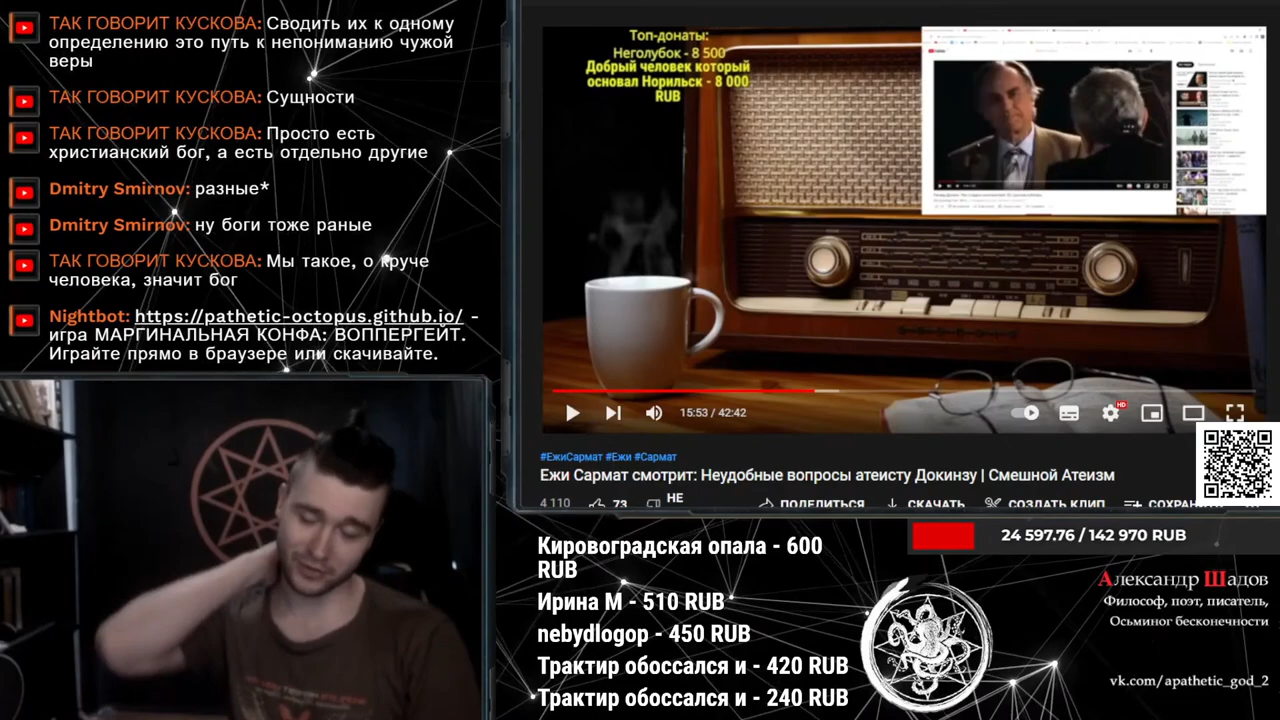 ТАК ГОВОРИТ КУСКОВА: Сводить их к одному
определению это путь к непониманию чужой
веры
ТАК ГОВОРИТ КУСКОВА: Сущности
ТАК ГОВОРИТ КУСКОВА: Просто есть
христианский бог, а есть отдельно другие
Dmitry Smirnov: разные*
Dmitry Smirnov: ну боги тоже раные
ТАК ГОВОРИТ КУСКОВА: Мы такое, о круче
человека, значит бог
Nightbot: https://pathetic-octopus.github.io/ -
игра МАРГИНАЛЬНАЯ КОНФА: ВОППЕРГЕЙТ.
Играйте прямо в браузере или скачивайте.
Топ-донаты:
Неголубок - 8 500
Добрый человек который
основал Норильск - 8 000
RUB
15:53 / 42:42
HD
#ЕжиСармат #Ежи #Сармат
Ежи Сармат смотрит: Неудобные вопросы атеисту Докинзу | Смешной Атеизм
4 110
73
НЕ
ПОДЕЛИТЬСЯ
СКАЧАТЬ
СОЗДАТЬ КЛИП
СОХРАНИ
24 597.76 / 142 970 RUB
Кировоградская опала - 600
RUB
Ирина М - 510 RUB
nebydlogop - 450 RUB
Трактир обоссался и - 420 RUB
Трактир обоссался и - 240 RUB
Александр Шадов
Философ, поэт, писатель,
Осьминог бесконечности
vk.com/apathetic_god_2